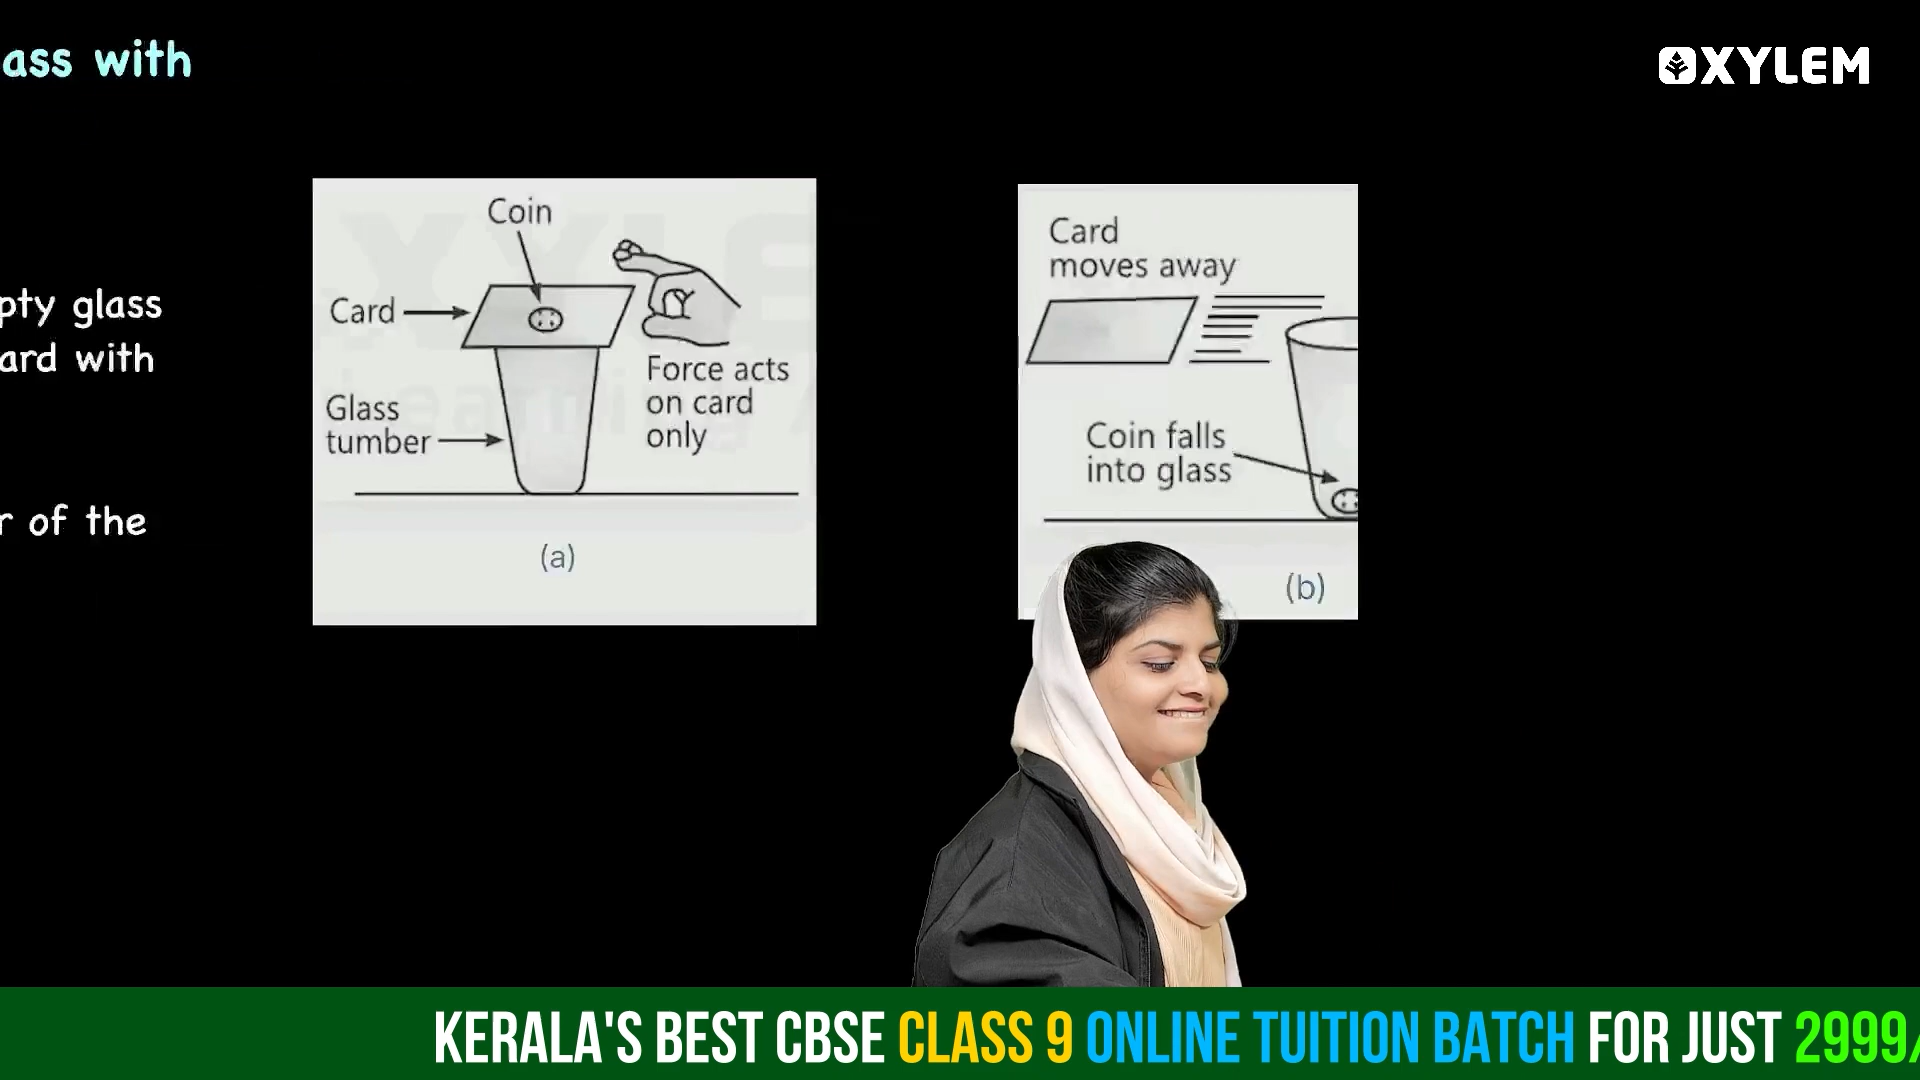 ass with
XYLEM
pty glass
ard with
r of the
Coin
Card
Glass
tumber
Force acts
on card
only
(a)
Card
moves away
Coin falls
into glass
(b)
KERALA'S BEST CBSE CLASS 9 ONLINE TUITION BATCH FOR JUST 2999/